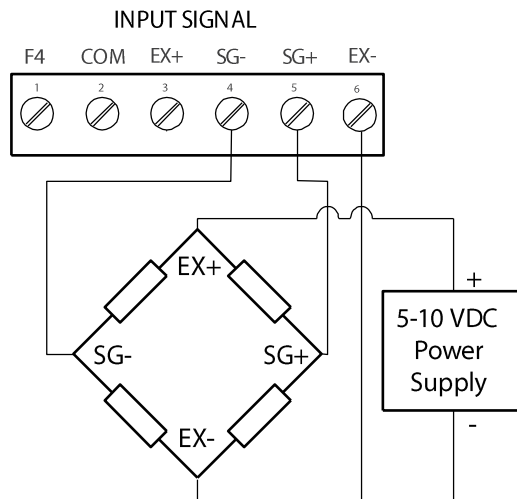 INPUT SIGNAL
F4 COM EX+ SG- SG+ EX-
1 2 3 4 5 6
EX+
SG- SG+
EX-
+
5-10 VDC
Power
Supply
-